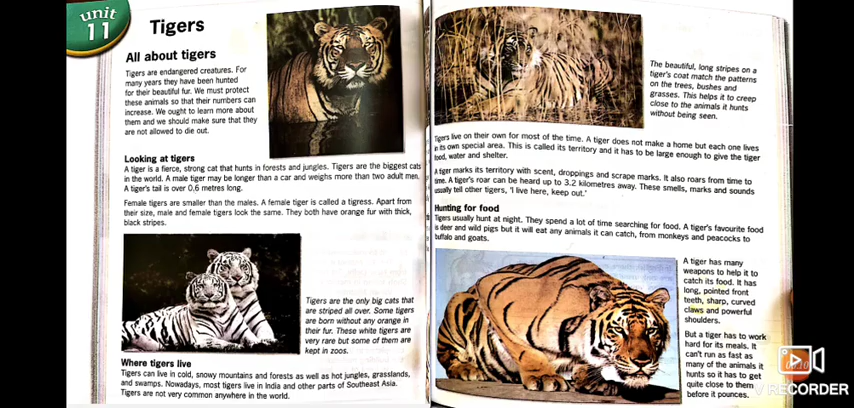 unit
11
Tigers
All about tigers
Tigers are endangered creatures. For
many years they have been hunted
for their beautiful fur. We must protect
these animals so that their numbers can
increase. We ought to learn more about
them and we should make sure that they
are not allowed to die out.
Looking at tigers
A tiger is a fierce, strong cat that hunts in forests and jungles. Tigers are the biggest cats
in the world. A male tiger may be longer than a car and weighs more than two adult men.
A tiger's tail is over 0,6 metres long.
Female tigers are smaller than the males. A female tiger is called a tigress. Apart from
their size, male and female tigers look the same. They both have orange fur with thick,
black stripes.
Tigers are the only big cats that
are striped all over. Some tigers
are born without any orange in
their fur. These white tigers are
very rare but some of them are
kept in zoos.
Where tigers live
Tigers can live in cold, snowy mountains and forests as well as hot jungles, grasslands,
and swamps. Nowadays, most tigers live in India and other parts of Southeast Asia.
Tigers are not very common anywhere in the world.
The beautiful, long stripes on a
tiger's coat match the patterns
on the trees, bushes and
grasses. This helps it to creep
close to the animals it hunts
without being seen.
Tigers live on their own for most of the time. A tiger does not make a home but each one lives
in its own special area. This is called its territory and it has to be large enough to give the tiger
food, water and shelter.
A tiger marks its territory with scent, droppings and scrape marks. It also roars from time to
time. A tiger's roar can be heard up to 3.2 kilometres away. These smells, marks and sounds
usually tell other tigers, 'I live here, keep out.'
Hunting for food
Tigers usually hunt at night. They spend a lot of time searching for food. A tiger's favourite food
is deer and wild pigs but it will eat any animals it can catch, from monkeys and peacocks to
buffalo and goats.
A tiger has many
weapons to help it to
catch its food. It has
long, pointed front
teeth, sharp, curved
claws and powerful
shoulders.
But a tiger has to work
hard for its meals. It
can't run as fast as
many of the animals it
hunts so it has to get
quite close to them
before it pounces.
00:10
V RECORDER